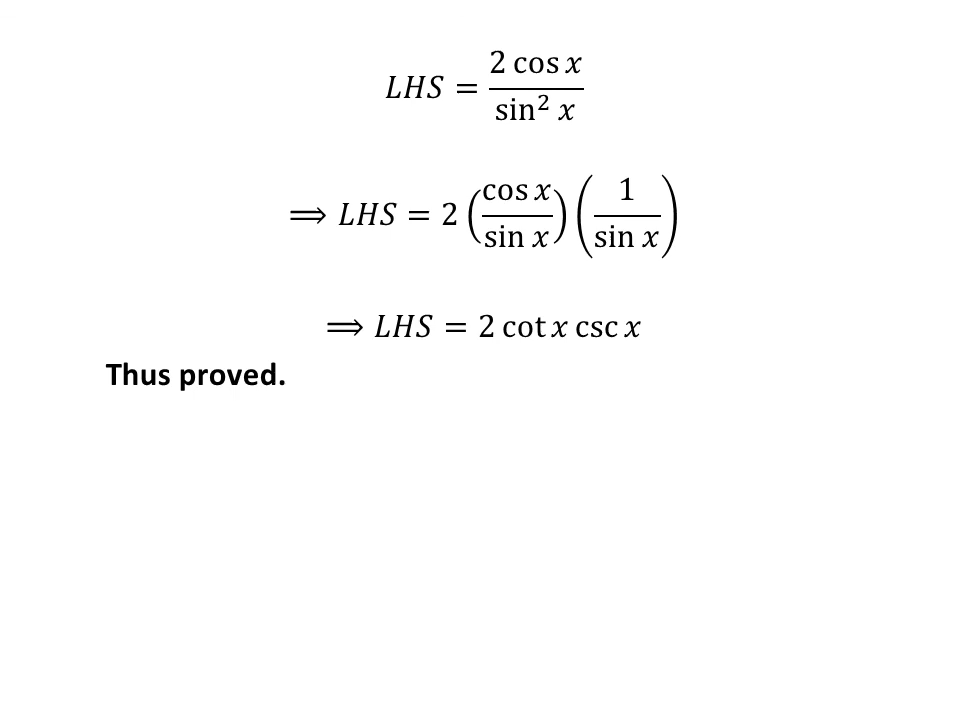 LHS = 2 cos x / sin² x
⟹ LHS = 2 (cos x / sin x) (1 / sin x)
⟹ LHS = 2 cot x csc x
Thus proved.